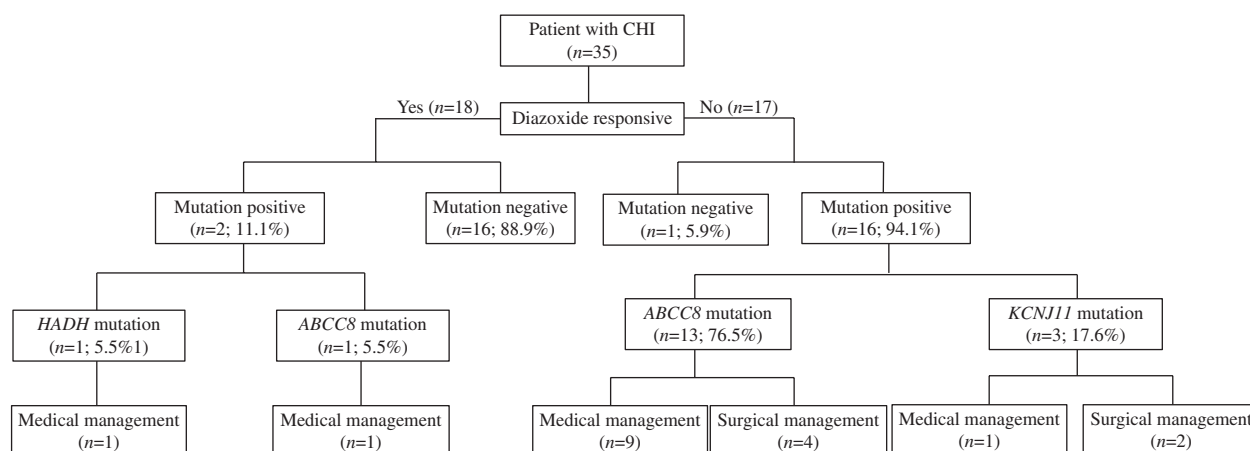 Patient with CHI
(n=35)
Yes (n=18)
Diazoxide responsive
No (n=17)
Mutation positive
(n=2; 11.1%)
Mutation negative
(n=16; 88.9%)
Mutation negative
(n=1; 5.9%)
Mutation positive
(n=16; 94.1%)
HADH mutation
(n=1; 5.5%1)
ABCC8 mutation
(n=1; 5.5%)
ABCC8 mutation
(n=13; 76.5%)
KCNJ11 mutation
(n=3; 17.6%)
Medical management
(n=1)
Medical management
(n=1)
Medical management
(n=9)
Surgical management
(n=4)
Medical management
(n=1)
Surgical management
(n=2)